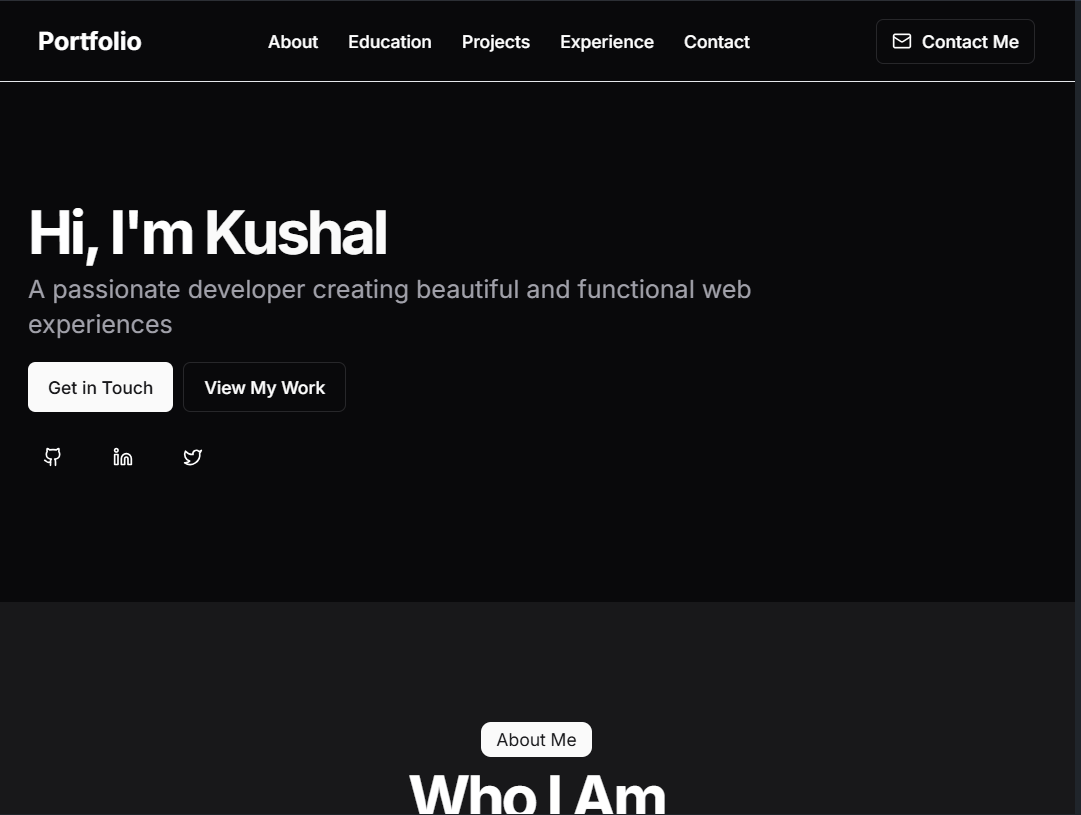 Portfolio
About
Education
Projects
Experience
Contact
Contact Me
Hi, I'm Kushal
A passionate developer creating beautiful and functional web
experiences
Get in Touch
View My Work
About Me
Who I Am